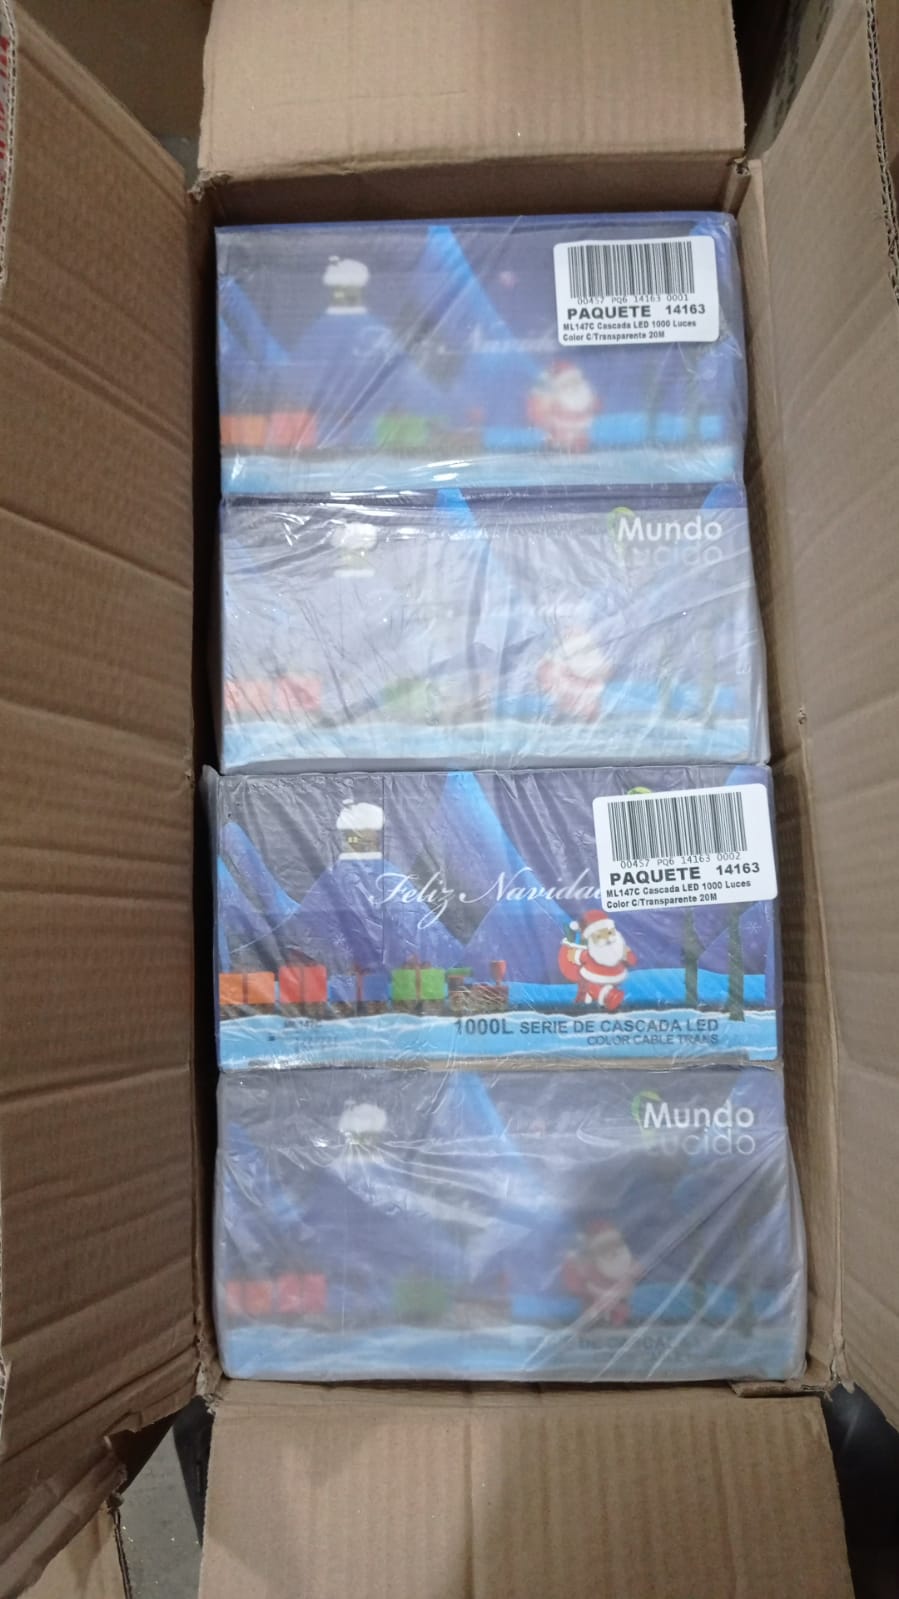 00457 PQ6 14163 0001
PAQUETE 14163
ML147C Cascada LED 1000 Luces
Color C/Transparente 20M
Mundo
Lucido
00457 PQ6 14163 0002
PAQUETE 14163
ML147C Cascada LED 1000 Luces
Color C/Transparente 20M
Feliz Navidad
1000L SERIE DE CASCADA LED
COLOR CABLE TRANS
Mundo
Lucido